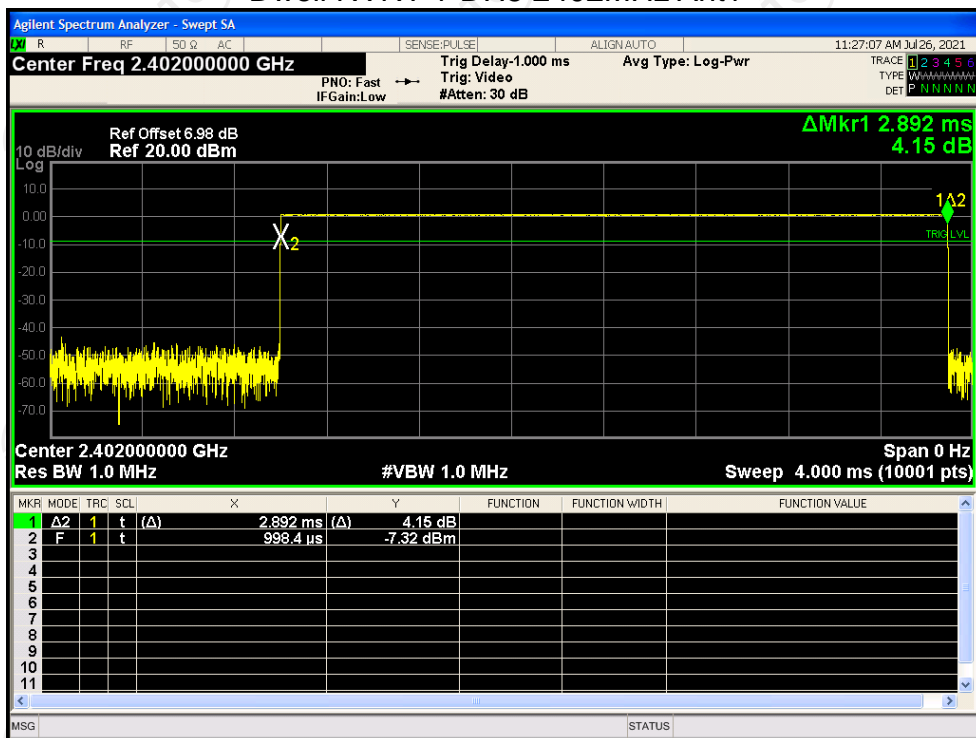 Agilent Spectrum Analyzer - Swept SA
LXI R RF 50 Ω AC SENSE:PULSE ALIGN AUTO 11:27:07 AM Jul 26, 2021
Center Freq 2.402000000 GHz
Trig Delay-1.000 ms Avg Type: Log-Pwr TRACE 1 2 3 4 5 6
PNO: Fast Trig: Video TYPE WWWWWW
IFGain:Low #Atten: 30 dB DET P N N N N N
ΔMkr1 2.892 ms
4.15 dB
Ref Offset 6.98 dB
10 dB/div Ref 20.00 dBm
Log
10.0
1Δ2
0.00
TRIG LVL
2
-10.0
-20.0
-30.0
-40.0
-50.0
-60.0
-70.0
Center 2.402000000 GHz Span 0 Hz
Res BW 1.0 MHz #VBW 1.0 MHz Sweep 4.000 ms (10001 pts)
MKR MODE TRC SCL X Y FUNCTION FUNCTION WIDTH FUNCTION VALUE
1 Δ2 1 t (Δ) 2.892 ms (Δ) 4.15 dB
2 F 1 t 998.4 µs -7.32 dBm
3
4
5
6
7
8
9
10
11
MSG STATUS